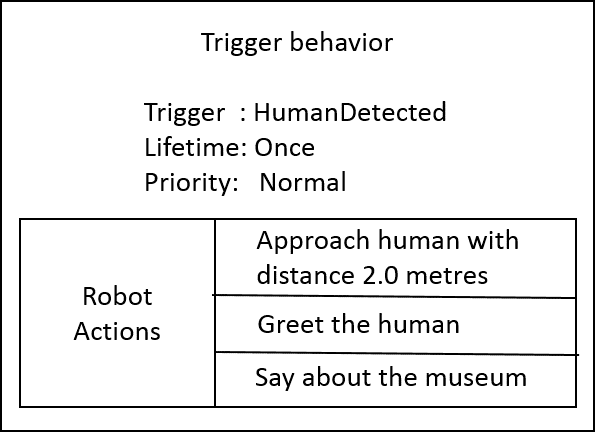 Trigger behavior
Trigger : HumanDetected
Lifetime: Once
Priority: Normal
Robot
Actions
Approach human with
distance 2.0 metres
Greet the human
Say about the museum